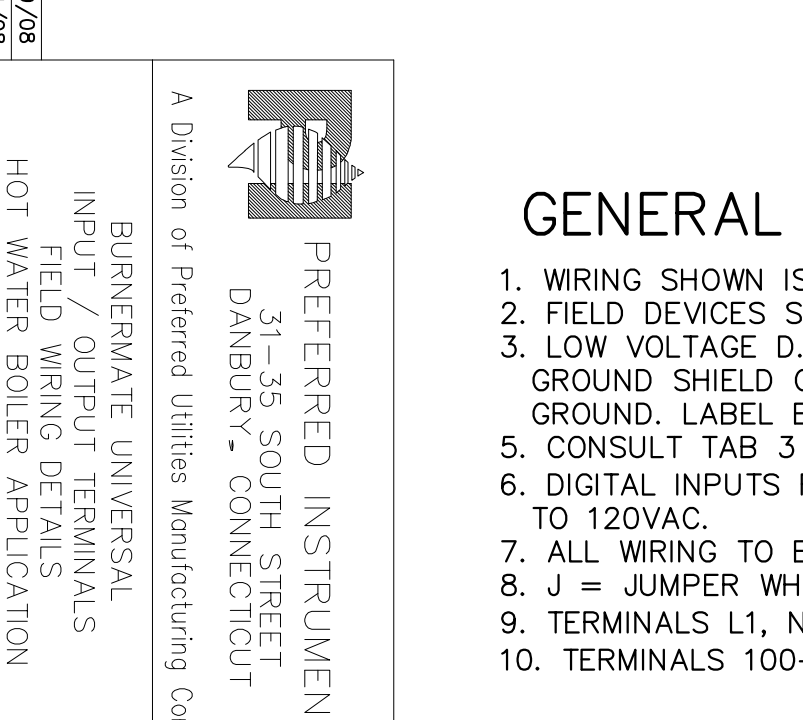 GENERAL
1. WIRING SHOWN IS
2. FIELD DEVICES S
3. LOW VOLTAGE D.
GROUND SHIELD
GROUND. LABEL
5. CONSULT TAB 3
6. DIGITAL INPUTS
TO 120VAC.
7. ALL WIRING TO
8. J = JUMPER WH
9. TERMINALS L1, N
10. TERMINALS 100-
PREFERRED INSTRUMEN
31-35 SOUTH STREET
DANBURY, CONNECTICUT
A Division of Preferred Utilities Manufacturing Cor
BURNERMATE UNIVERSAL
INPUT / OUTPUT TERMINALS
FIELD WIRING DETAILS
HOT WATER BOILER APPLICATION
/08
/08